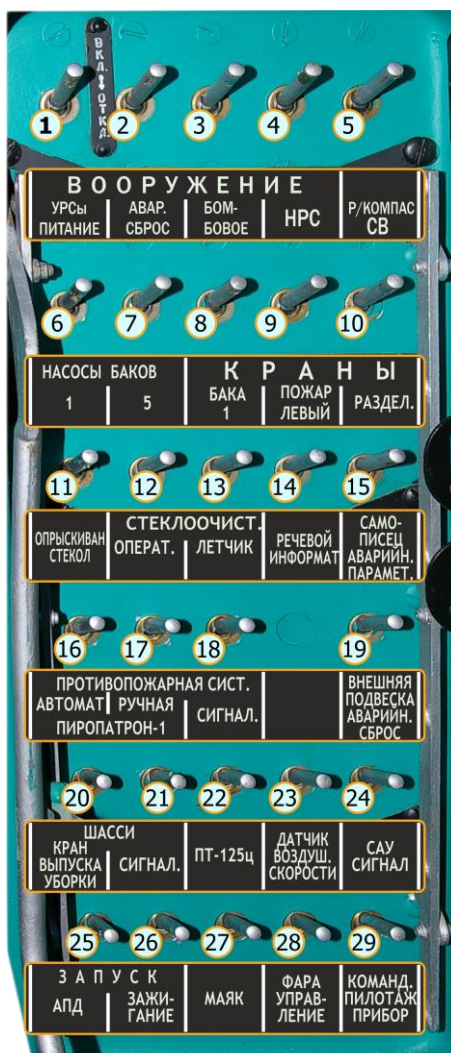 ВКЛ. ↕ ОТКЛ.
1 2 3 4 5
ВООРУЖЕНИЕ
УРСы АВАР. БОМ- НРС Р/КОМПАС
ПИТАНИЕ СБРОС БОВОЕ СВ
6 7 8 9 10
НАСОСЫ БАКОВ КРАНЫ
1 5 БАКА ПОЖАР РАЗДЕЛ.
1 ЛЕВЫЙ
11 12 13 14 15
ОПРЫСКИВАН СТЕКЛООЧИСТ. РЕЧЕВОЙ САМО-
СТЕКОЛ ОПЕРАТ. ЛЕТЧИК ИНФОРМАТ ПИСЕЦ
АВАРИЙН.
ПАРАМЕТ.
16 17 18 19
ПРОТИВОПОЖАРНАЯ СИСТ. ВНЕШНЯЯ
АВТОМАТ РУЧНАЯ СИГНАЛ. ПОДВЕСКА
ПИРОПАТРОН-1 АВАРИЙН.
СБРОС
20 21 22 23 24
ШАССИ ПТ-125ц ДАТЧИК САУ
КРАН СИГНАЛ. ВОЗДУШ. СИГНАЛ
ВЫПУСКА СКОРОСТИ
УБОРКИ
25 26 27 28 29
ЗАПУСК МАЯК ФАРА КОМАНД.
АПД ЗАЖИ- УПРАВ- ПИЛОТАЖ
ГАНИЕ ЛЕНИЕ ПРИБОР